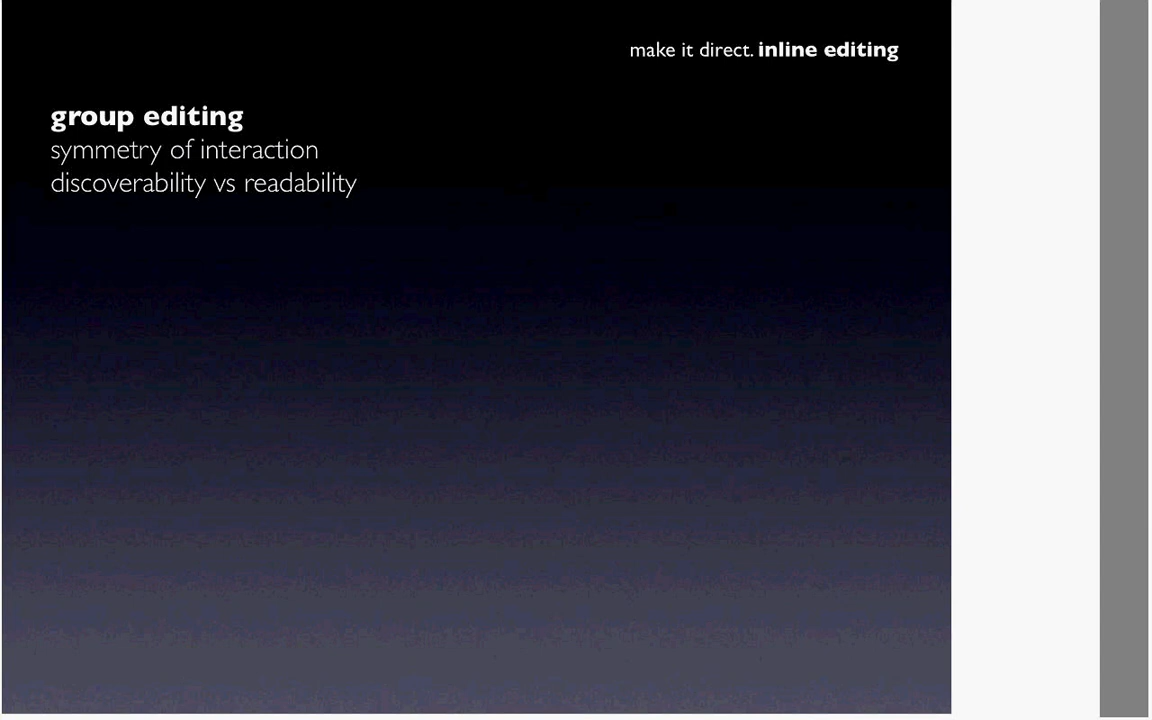 make it direct. inline editing
group editing
symmetry of interaction
discoverability vs readability